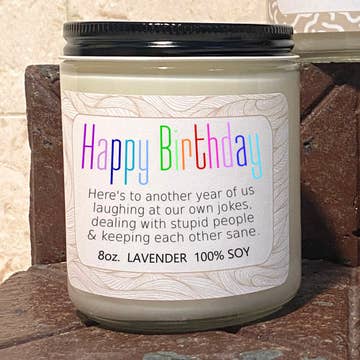 Happy Birthday
Here's to another year of us
laughing at our own jokes,
dealing with stupid people
& keeping each other sane.
8oz. LAVENDER 100% SOY